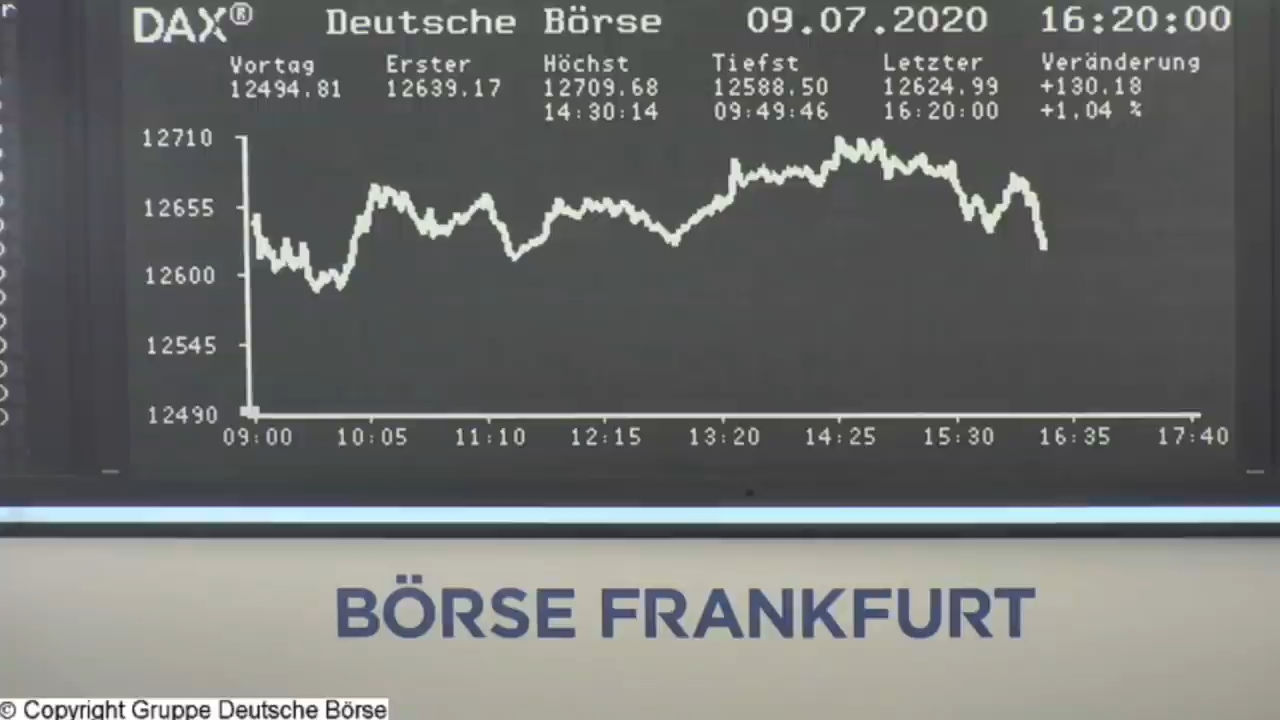 DAX® Deutsche Börse 09.07.2020 16:20:00
Vortag Erster Höchst Tiefst Letzter Veränderung
12494.81 12639.17 12709.68 12588.50 12624.99 +130.18
14:30:14 09:49:46 16:20:00 +1.04 %
12710
12655
12600
12545
12490
09:00 10:05 11:10 12:15 13:20 14:25 15:30 16:35 17:40
BÖRSE FRANKFURT
© Copyright Gruppe Deutsche Börse